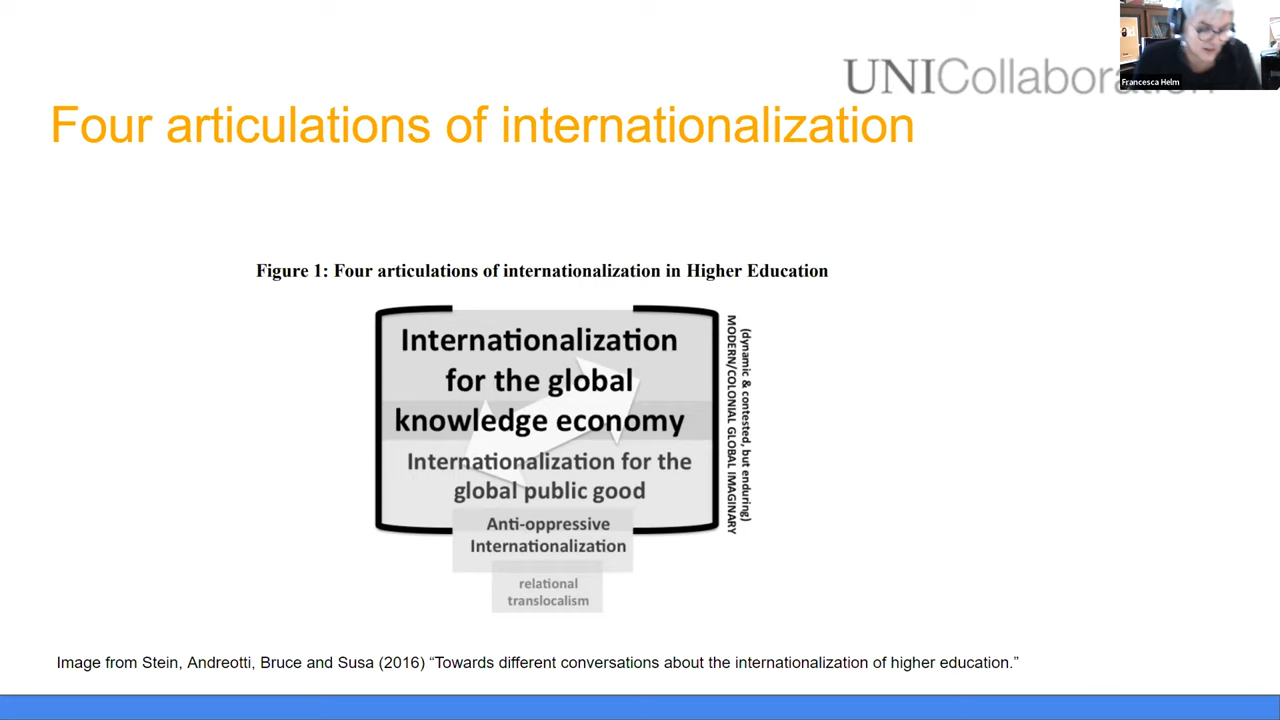 UNICollaboration
Francesca Helm
Four articulations of internationalization
Figure 1: Four articulations of internationalization in Higher Education
Internationalization
for the global
knowledge economy
Internationalization for the
global public good
Anti-oppressive
Internationalization
relational
translocalism
(dynamic & contested, but enduring)
MODERN/COLONIAL GLOBAL IMAGINARY
Image from Stein, Andreotti, Bruce and Susa (2016) “Towards different conversations about the internationalization of higher education.”